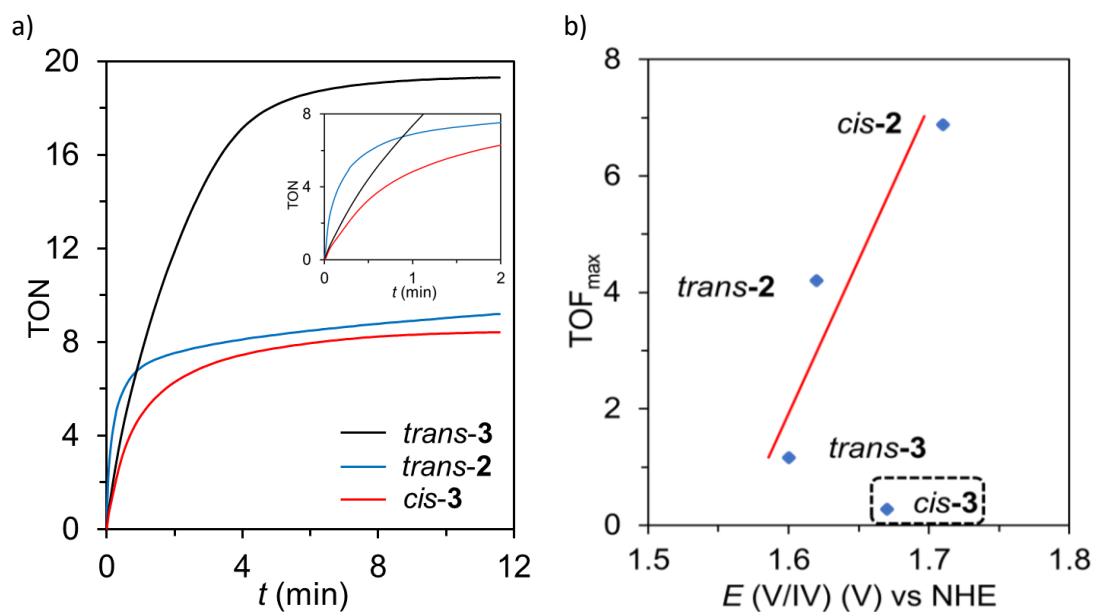 a)
20
16
12
8
4
0
TON
0
4
8
12
t (min)
8
4
0
TON
0
1
2
t (min)
trans-3
trans-2
cis-3
b)
8
6
4
2
0
TOFmax
cis-2
trans-2
trans-3
cis-3
1.5
1.6
1.7
1.8
E (V/IV) (V) vs NHE